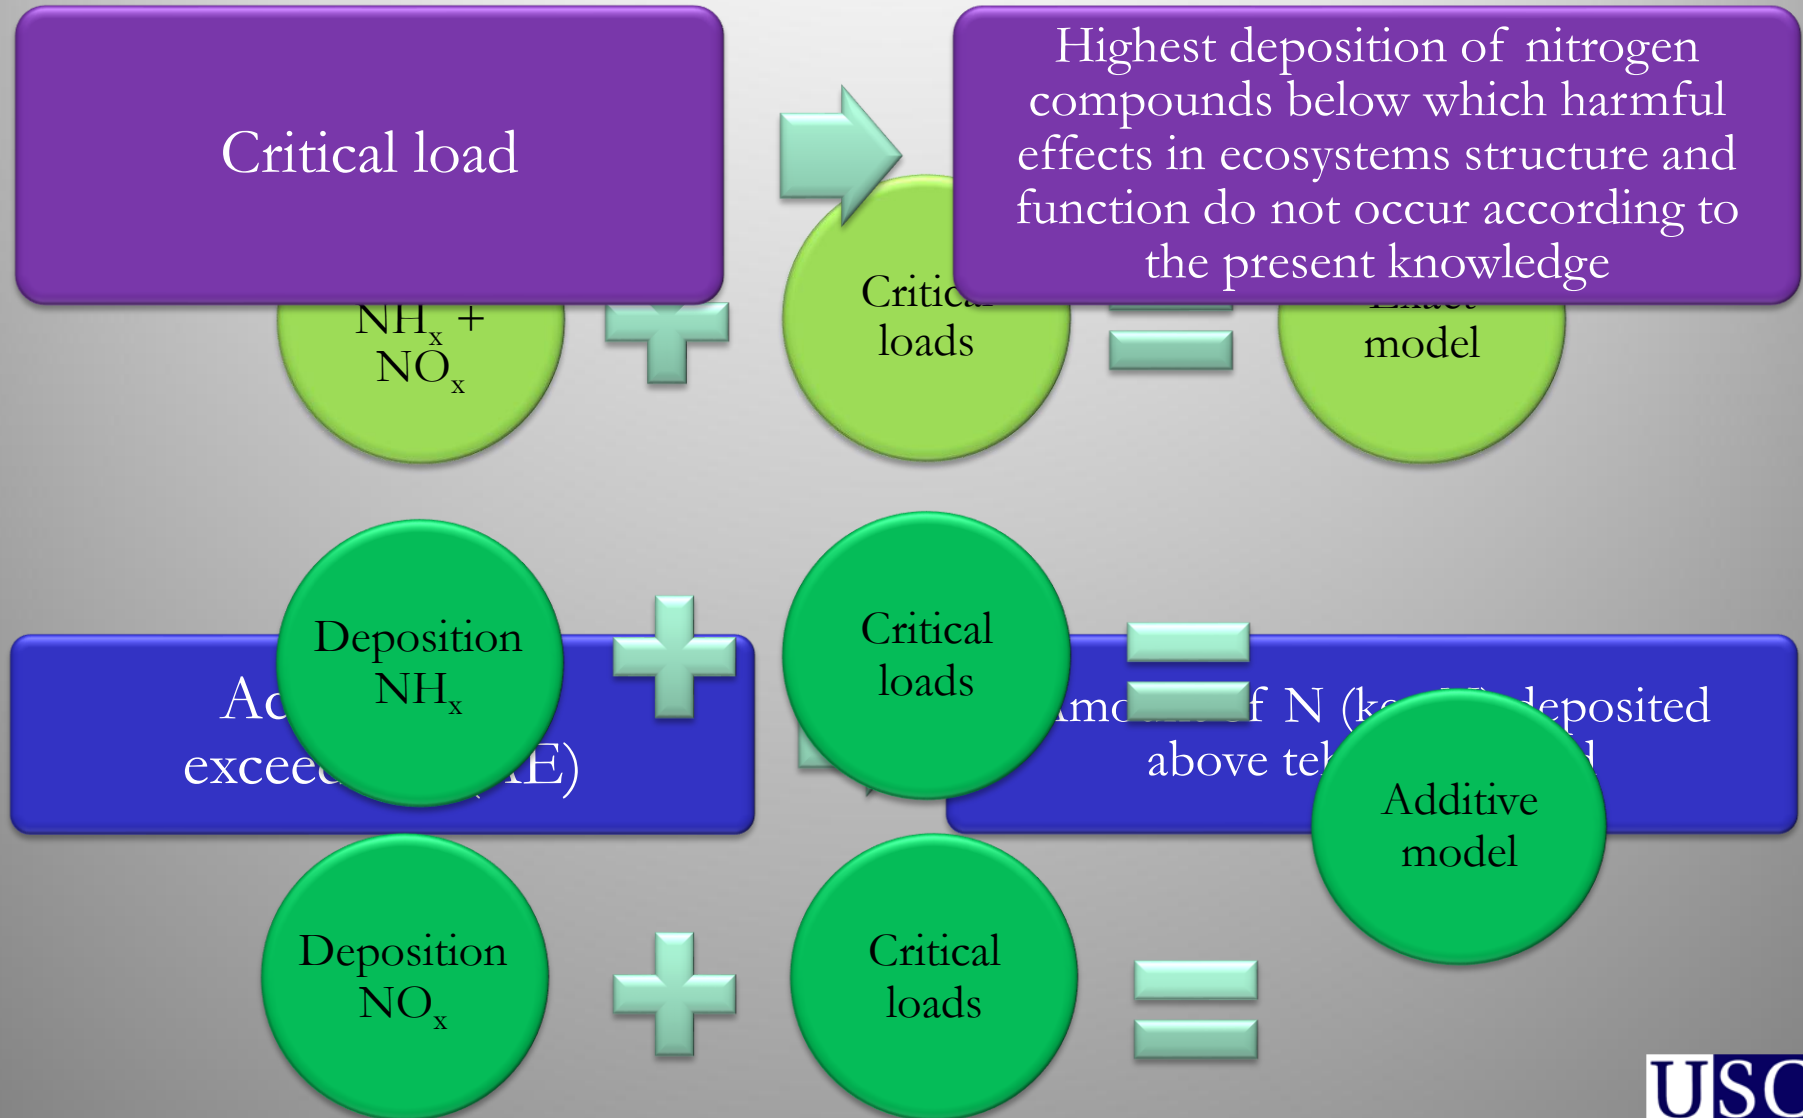 Critical load
Highest deposition of nitrogen
compounds below which harmful
effects in ecosystems structure and
function do not occur according to
the present knowledge
NHx +
NOx
loads
model
Deposition
NHx
Critical
loads
of N
deposited
above
Additive
model
Deposition
NOx
Critical
loads
USC